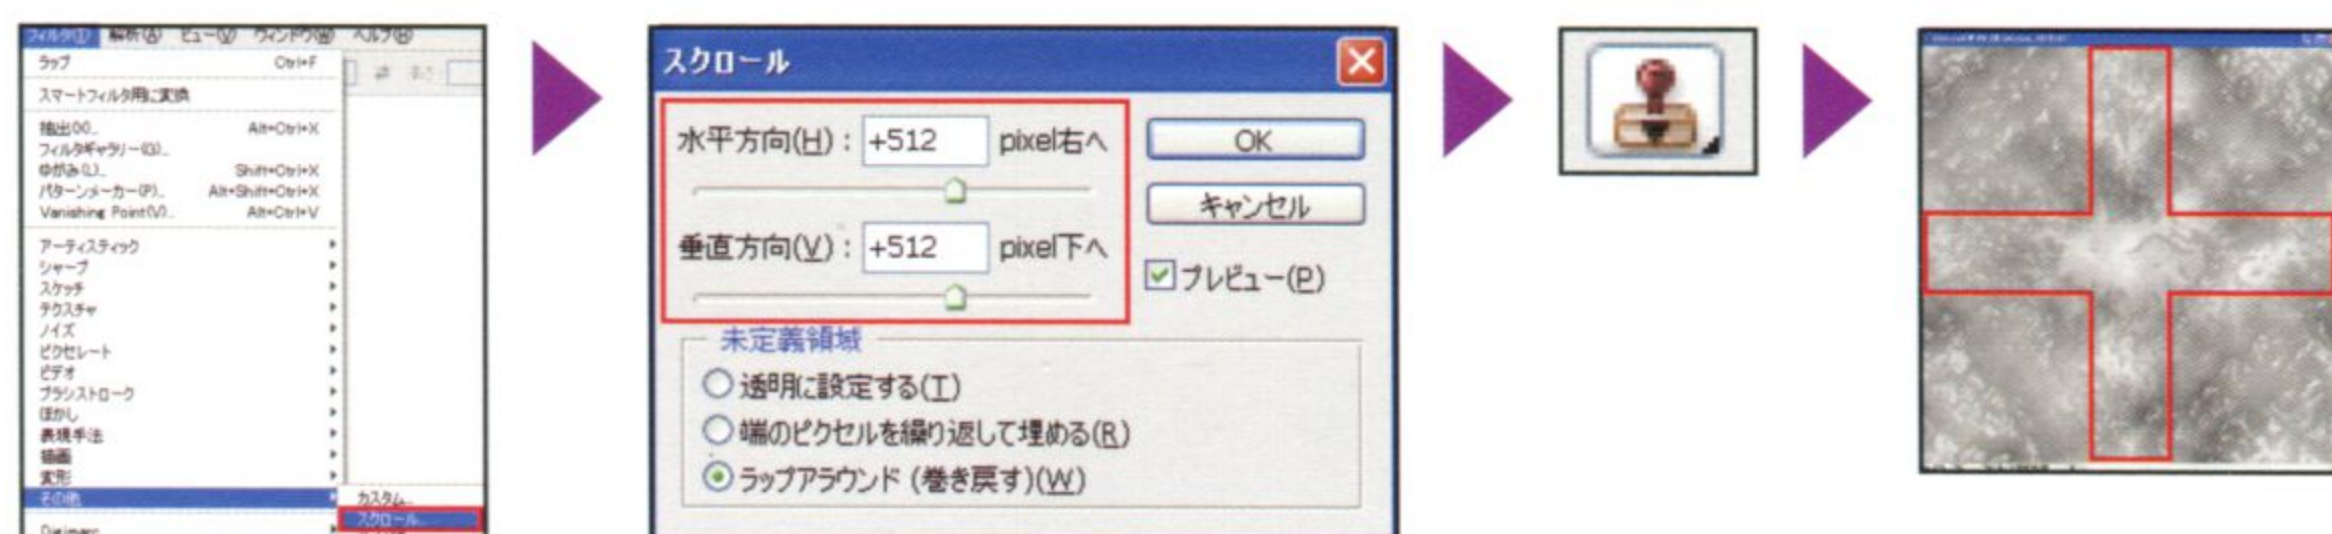 フィルタ(T) 解析(A) ビュー(V) ウィンドウ(W) ヘルプ(H)
ラップ Ctrl+F
スマートフィルタ用に変換
抽出(X)... Alt+Ctrl+X
フィルタギャラリー(G)...
ゆがみ(L)... Shift+Ctrl+X
パターンメーカー(P)... Alt+Shift+Ctrl+X
Vanishing Point(V)... Alt+Ctrl+V
アーティスティック
シャープ
スケッチ
テクスチャ
ノイズ
ピクセレート
ビデオ
ブラシストローク
ぼかし
表現手法
描画
変形
その他
カスタム...
スクロール...
Digimarc
スクロール
水平方向(H) : +512 pixel右へ
垂直方向(V) : +512 pixel下へ
OK
キャンセル
プレビュー(P)
未定義領域
透明に設定する(T)
端のピクセルを繰り返して埋める(R)
ラップアラウンド (巻き戻す)(W)